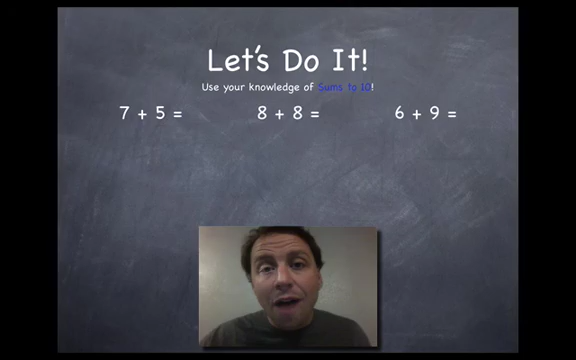 Let's Do It!
Use your knowledge of Sums to 10!
7 + 5 = 8 + 8 = 6 + 9 =